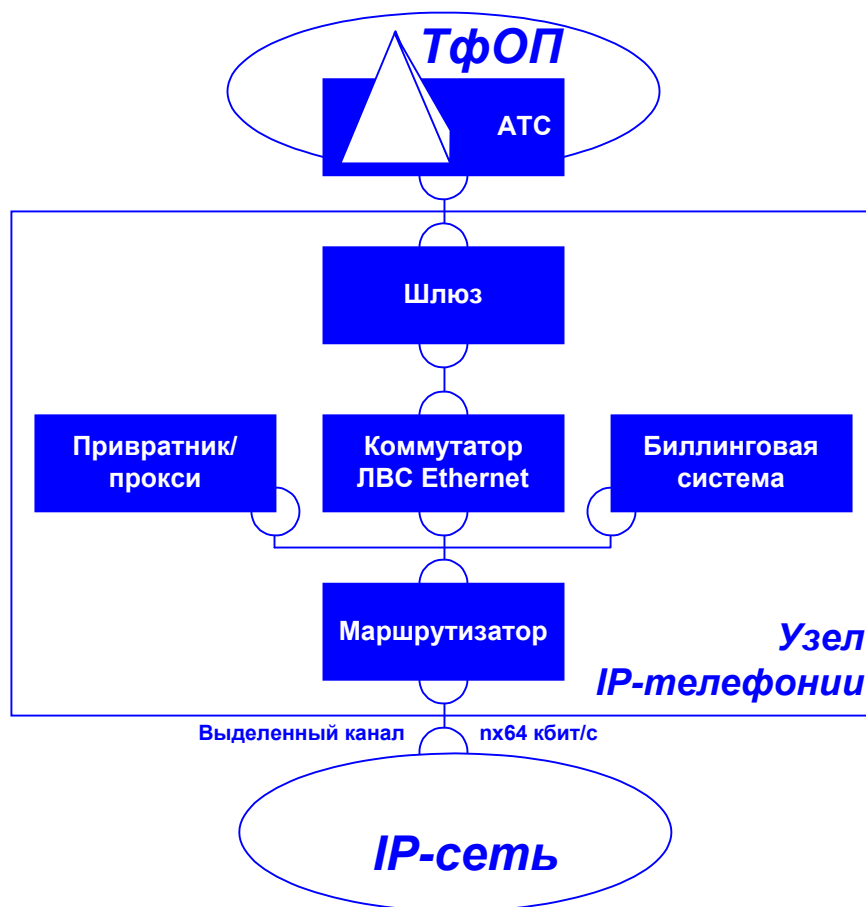 ТфОП
АТС
Шлюз
Привратник/
прокси
Коммутатор
ЛВС Ethernet
Биллинговая
система
Маршрутизатор
Узел
IP-телефонии
Выделенный канал nx64 кбит/с
IP-сеть